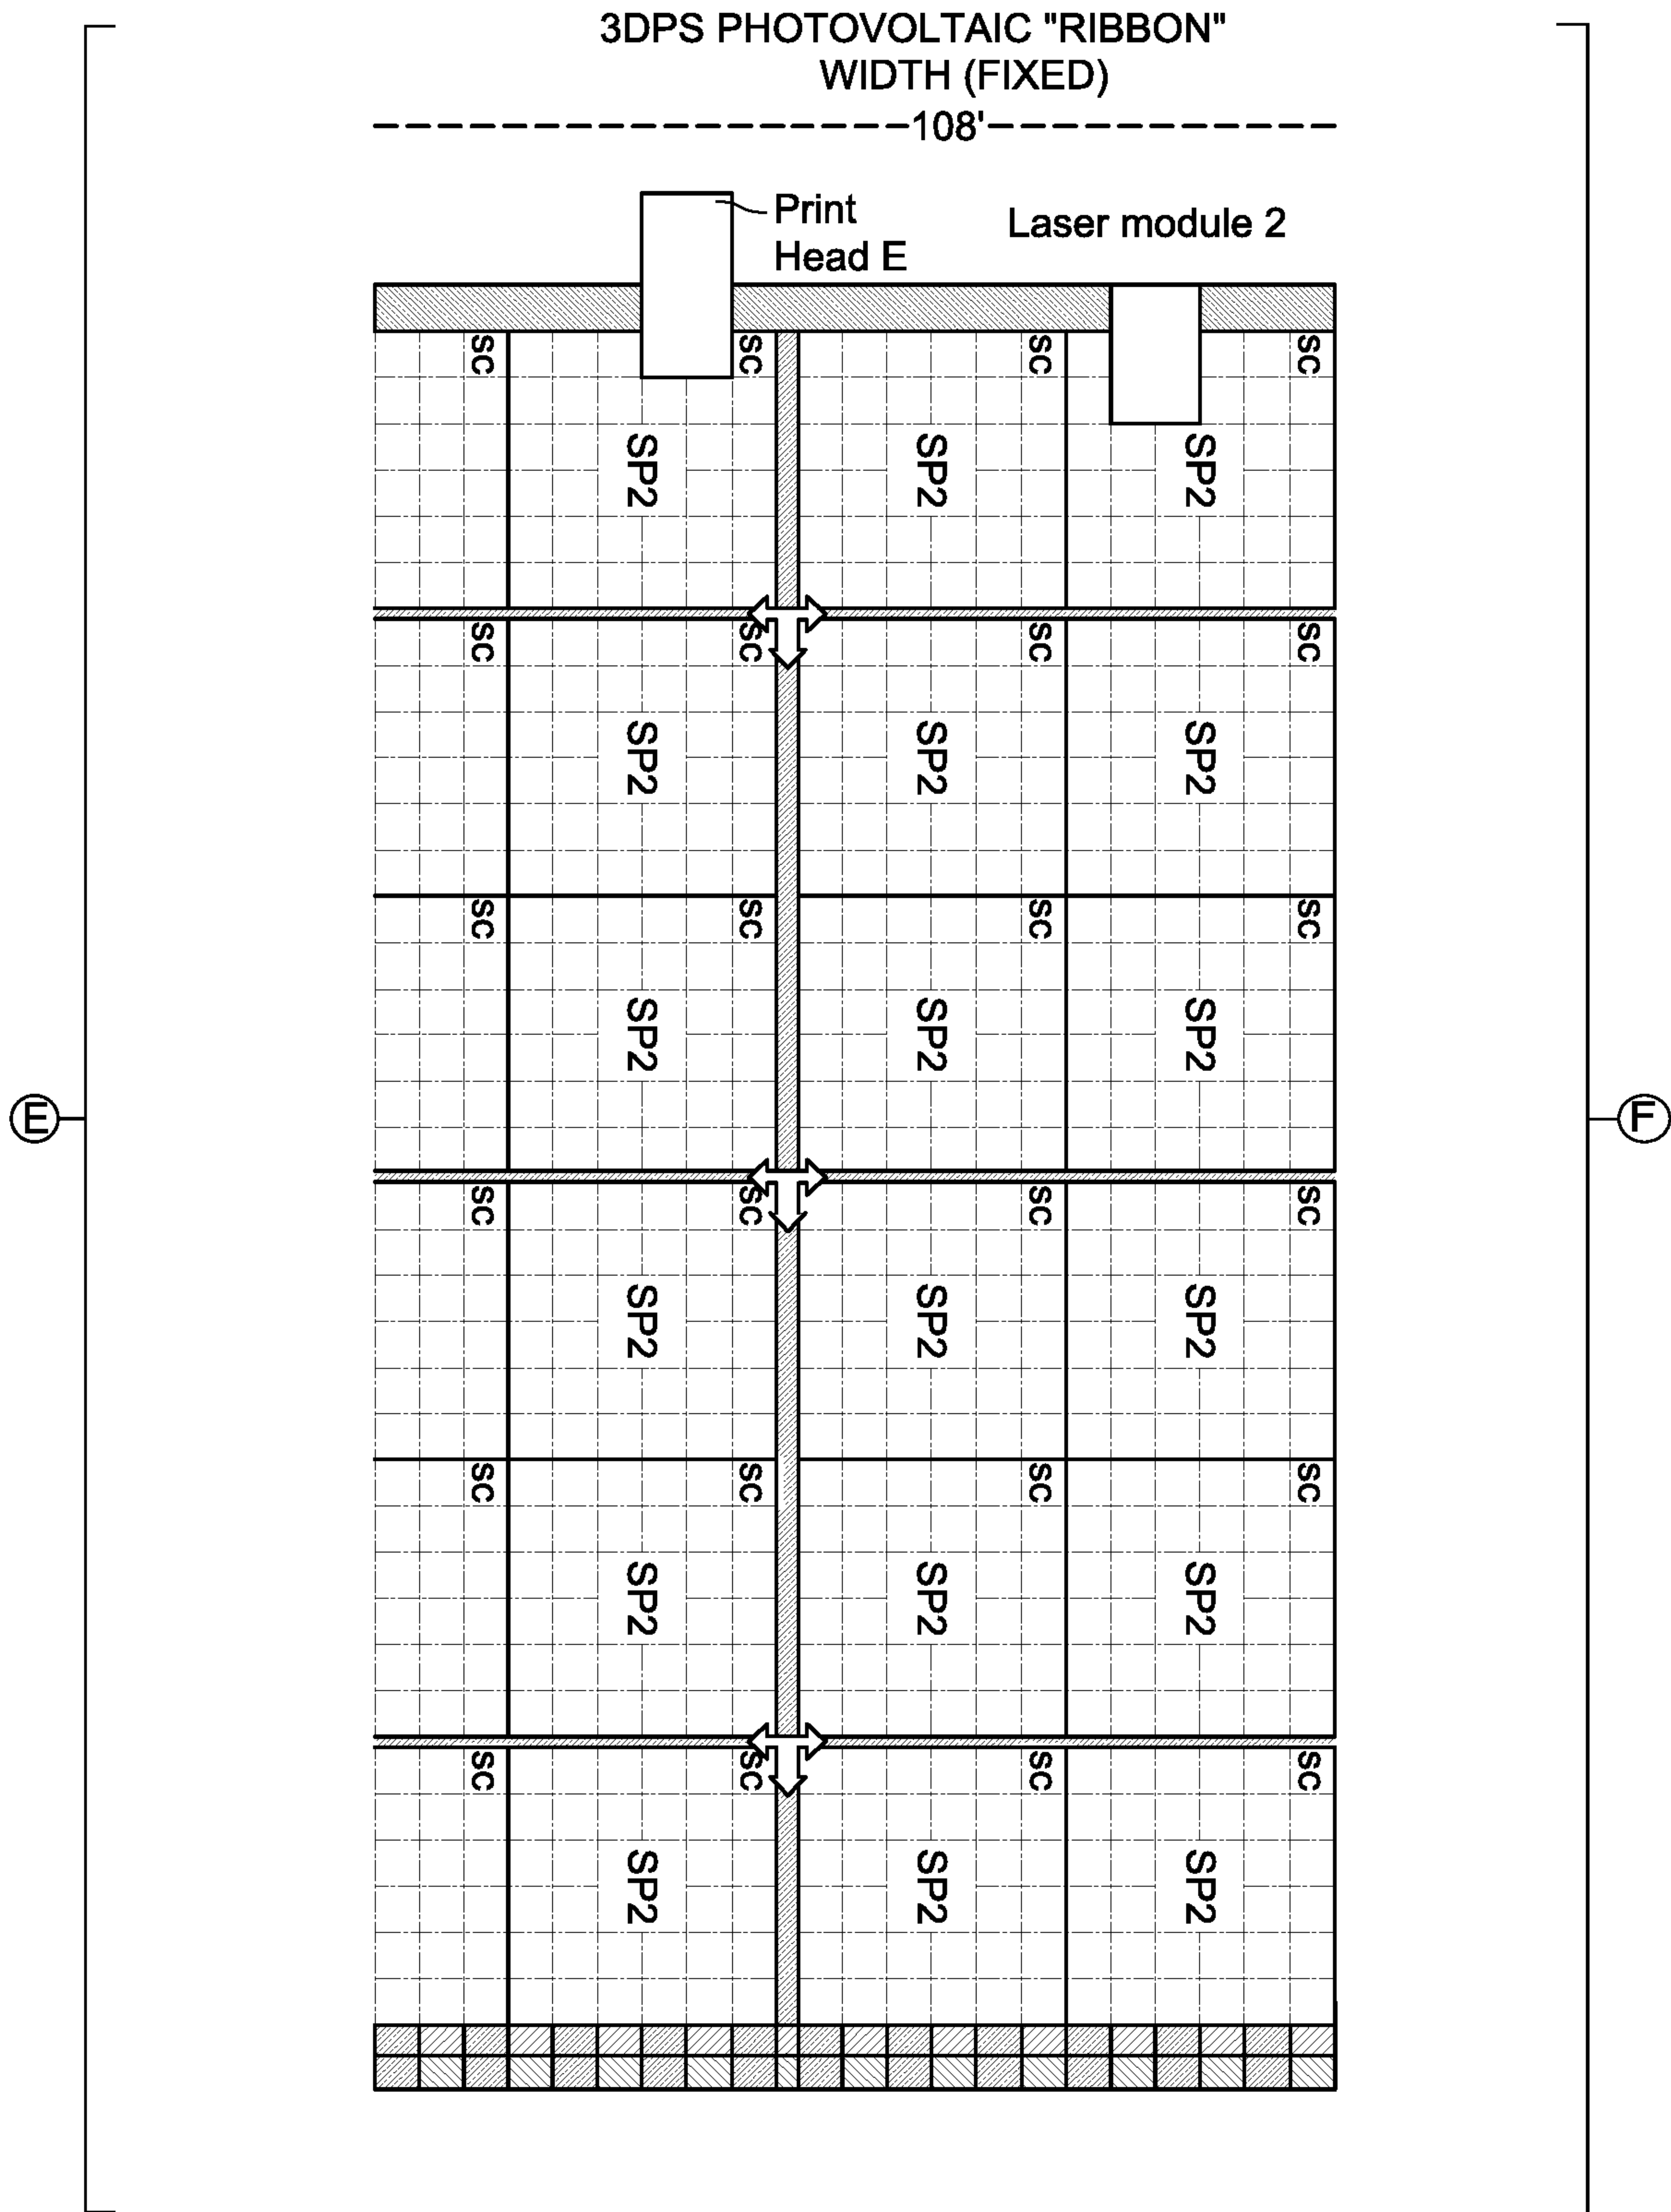 3DPS PHOTOVOLTAIC "RIBBON"
WIDTH (FIXED)
108'
Print
Head E
Laser module 2
SC SC SC SC
SP2 SP2 SP2
SC SC SC SC
SP2 SP2 SP2
SC SC SC SC
SP2 SP2 SP2
E F
SC SC SC SC
SP2 SP2 SP2
SC SC SC SC
SP2 SP2 SP2
SC SC SC SC
SP2 SP2 SP2